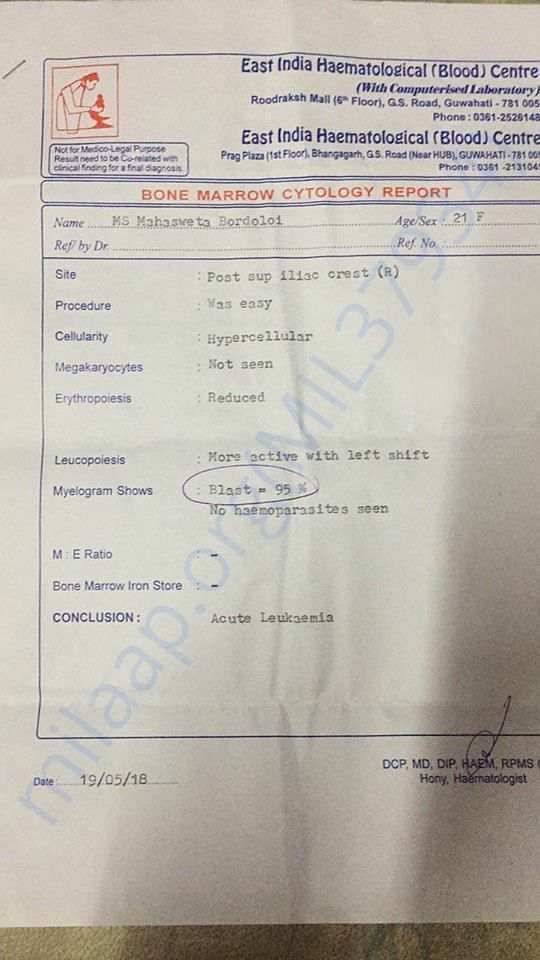 East India Haematological (Blood) Centre
(With Computerised Laboratory)
Roodraksh Mall (6th Floor), G.S. Road, Guwahati - 781 005
Phone : 0361-2526148
East India Haematological (Blood) Centre
Prag Plaza (1st Floor), Bhangagarh, G.S. Road (Near HUB), GUWAHATI - 781 005
Phone : 0361 -2131045
Not for Medico-Legal Purpose
Result need to be Co-related with
clinical finding for a final diagnosis.
BONE MARROW CYTOLOGY REPORT
Name MS Mahasweta Bordoloi Age/Sex : 21 F
Ref/ by Dr. Ref. No.
Site : Post sup iliac crest (R)
Procedure : Was easy
Cellularity : Hypercellular
Megakaryocytes : Not seen
Erythropoiesis : Reduced
Leucopoiesis : More active with left shift
Myelogram Shows : Blast = 95 %
No haemoparasites seen
M : E Ratio : -
Bone Marrow Iron Store : -
CONCLUSION : Acute Leukaemia
DCP, MD, DIP, HAEM, RPMS (
Hony, Haematologist
Date : 19/05/18